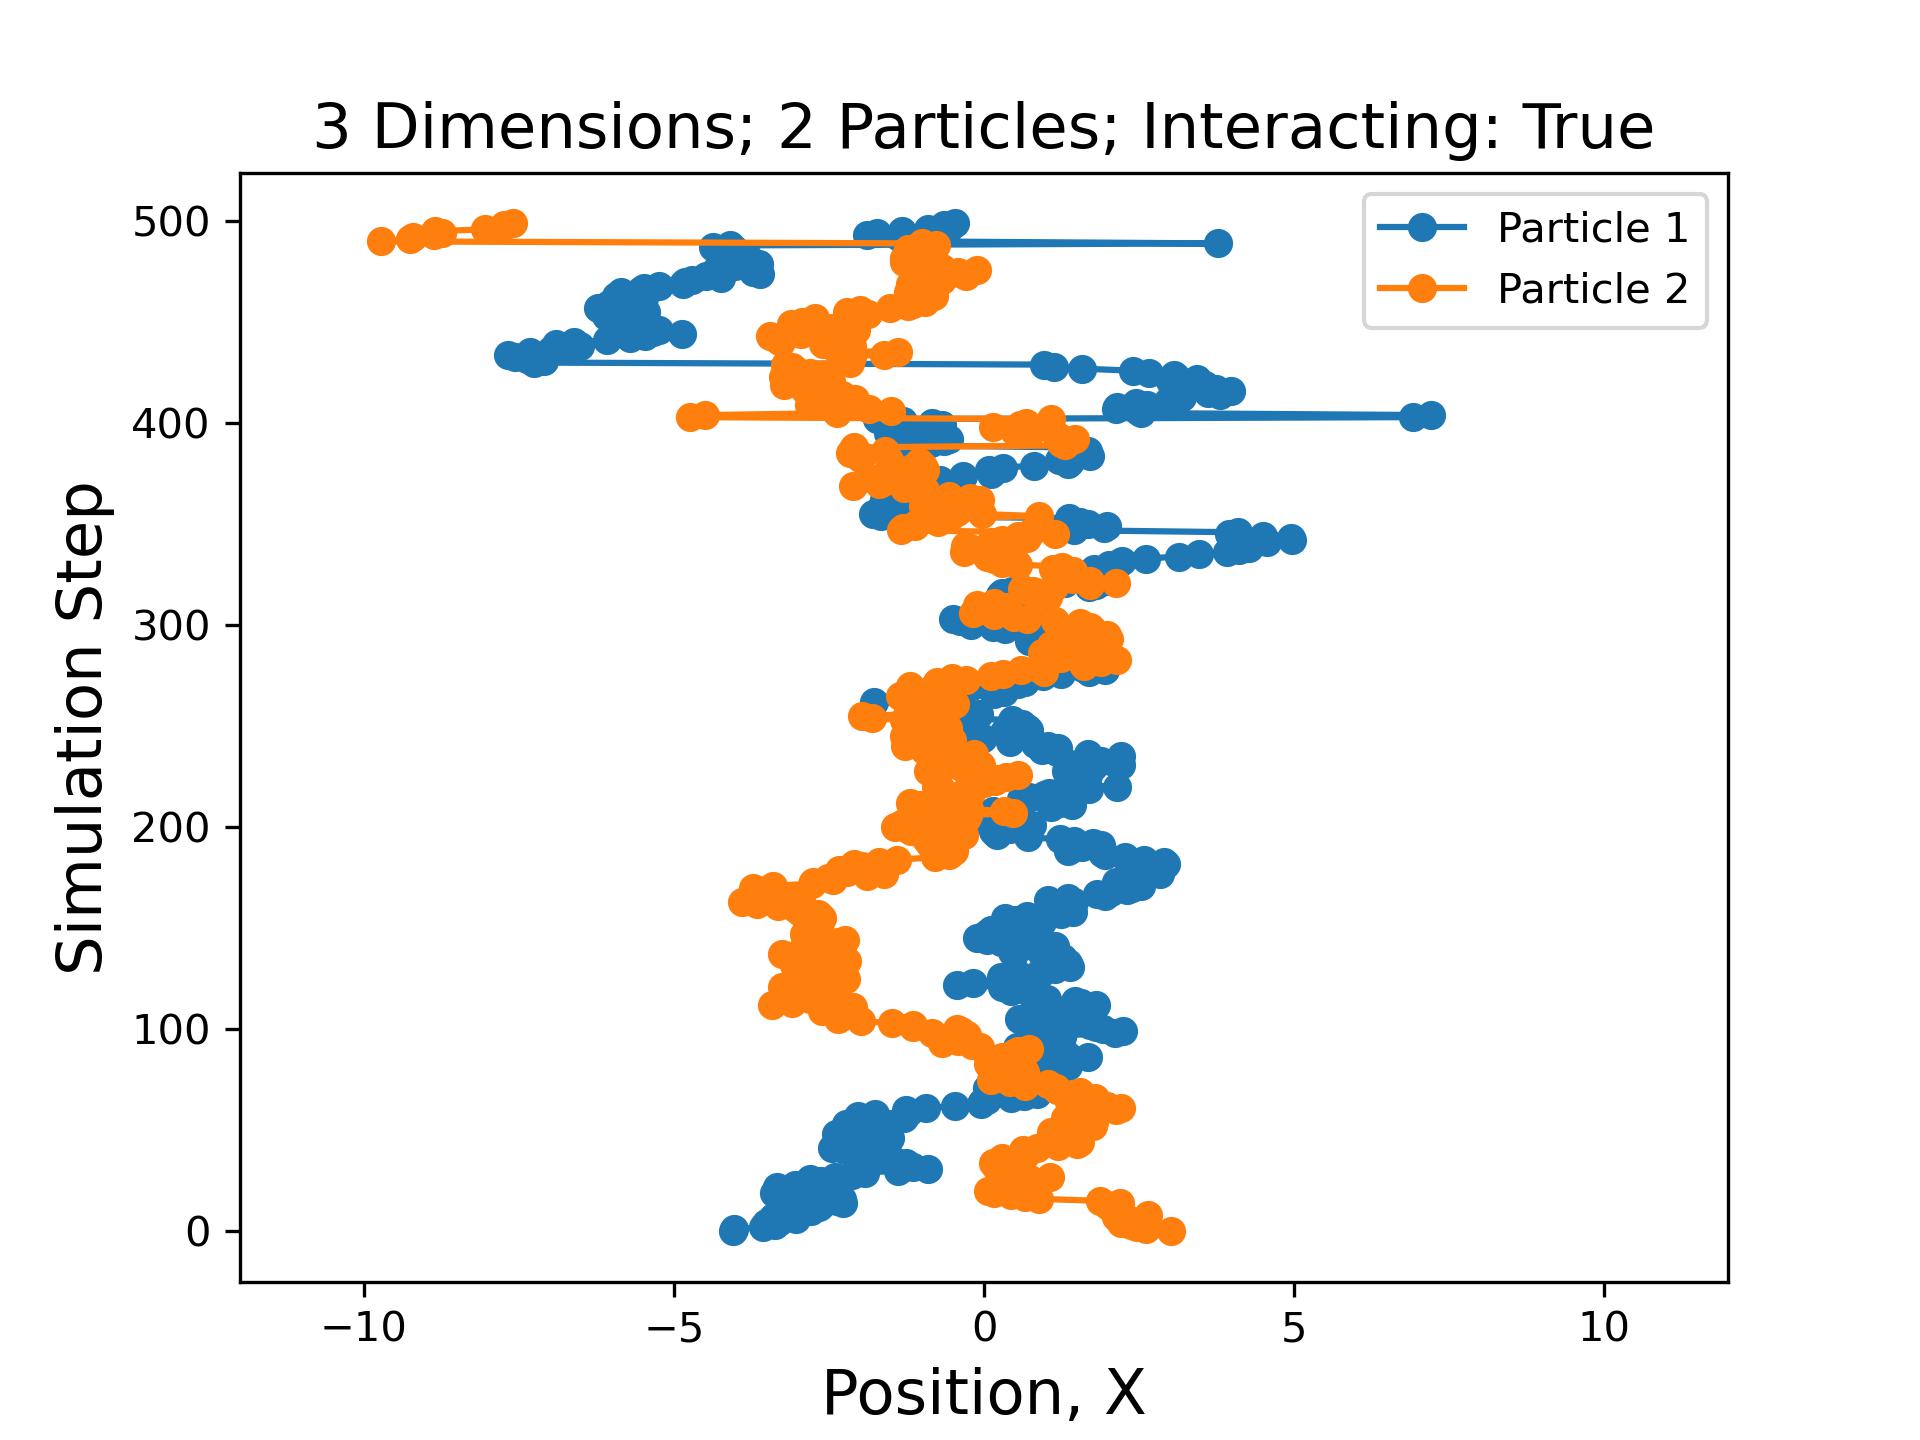 3 Dimensions; 2 Particles; Interacting: True
Particle 1
Particle 2
500
400
300
200
100
0
Simulation Step
−10
−5
0
5
10
Position, X